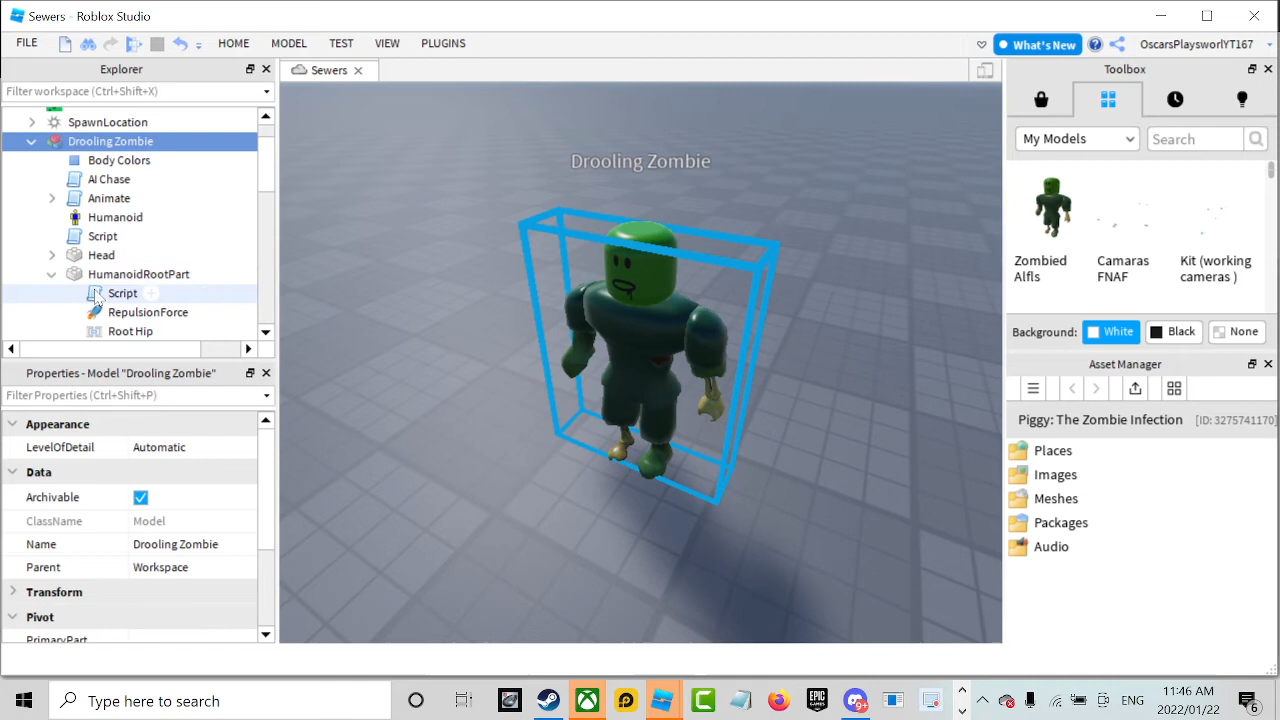 Sewers - Roblox Studio
FILE HOME MODEL TEST VIEW PLUGINS What's New OscarsPlaysworlYT167
Explorer
Filter workspace (Ctrl+Shift+X)
SpawnLocation
Drooling Zombie
Body Colors
AI Chase
Animate
Humanoid
Script
Head
HumanoidRootPart
Script
RepulsionForce
Root Hip
Properties - Model "Drooling Zombie"
Filter Properties (Ctrl+Shift+P)
Appearance
LevelOfDetail Automatic
Data
Archivable
ClassName Model
Name Drooling Zombie
Parent Workspace
Transform
Pivot
PrimaryPart
Sewers
Drooling Zombie
Toolbox
My Models Search
Zombied Alfls
Camaras FNAF
Kit (working cameras )
Background: White Black None
Asset Manager
Piggy: The Zombie Infection [ID: 3275741170]
Places
Images
Meshes
Packages
Audio
Type here to search
EPIC GAMES
ENG
11:46 AM
2022/01/22
6